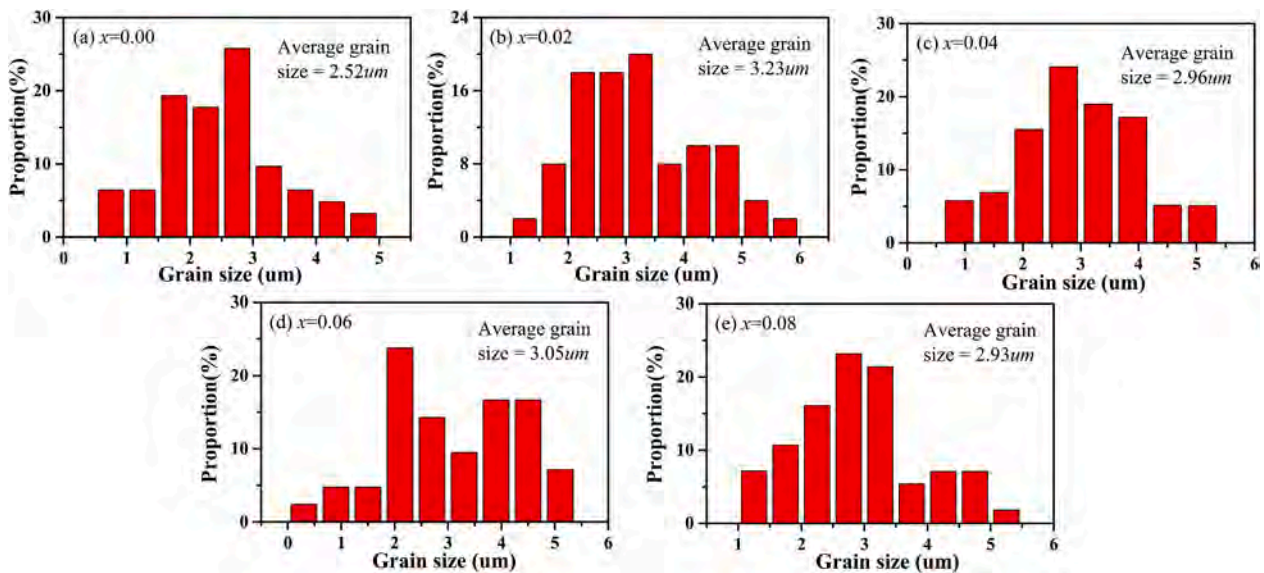 (a) x=0.00
Average grain
size = 2.52um
Proportion(%)
30
20
10
0
0 1 2 3 4 5
Grain size (um)
(b) x=0.02
Average grain
size = 3.23um
Proportion(%)
24
16
8
0
1 2 3 4 5 6
Grain size (um)
(c) x=0.04
Average grain
size = 2.96um
Proportion(%)
30
20
10
0
0 1 2 3 4 5 6
Grain size (um)
(d) x=0.06
Average grain
size = 3.05um
Proportion(%)
30
20
10
0
0 1 2 3 4 5 6
Grain size (um)
(e) x=0.08
Average grain
size = 2.93um
Proportion(%)
30
20
10
0
1 2 3 4 5 6
Grain size (um)